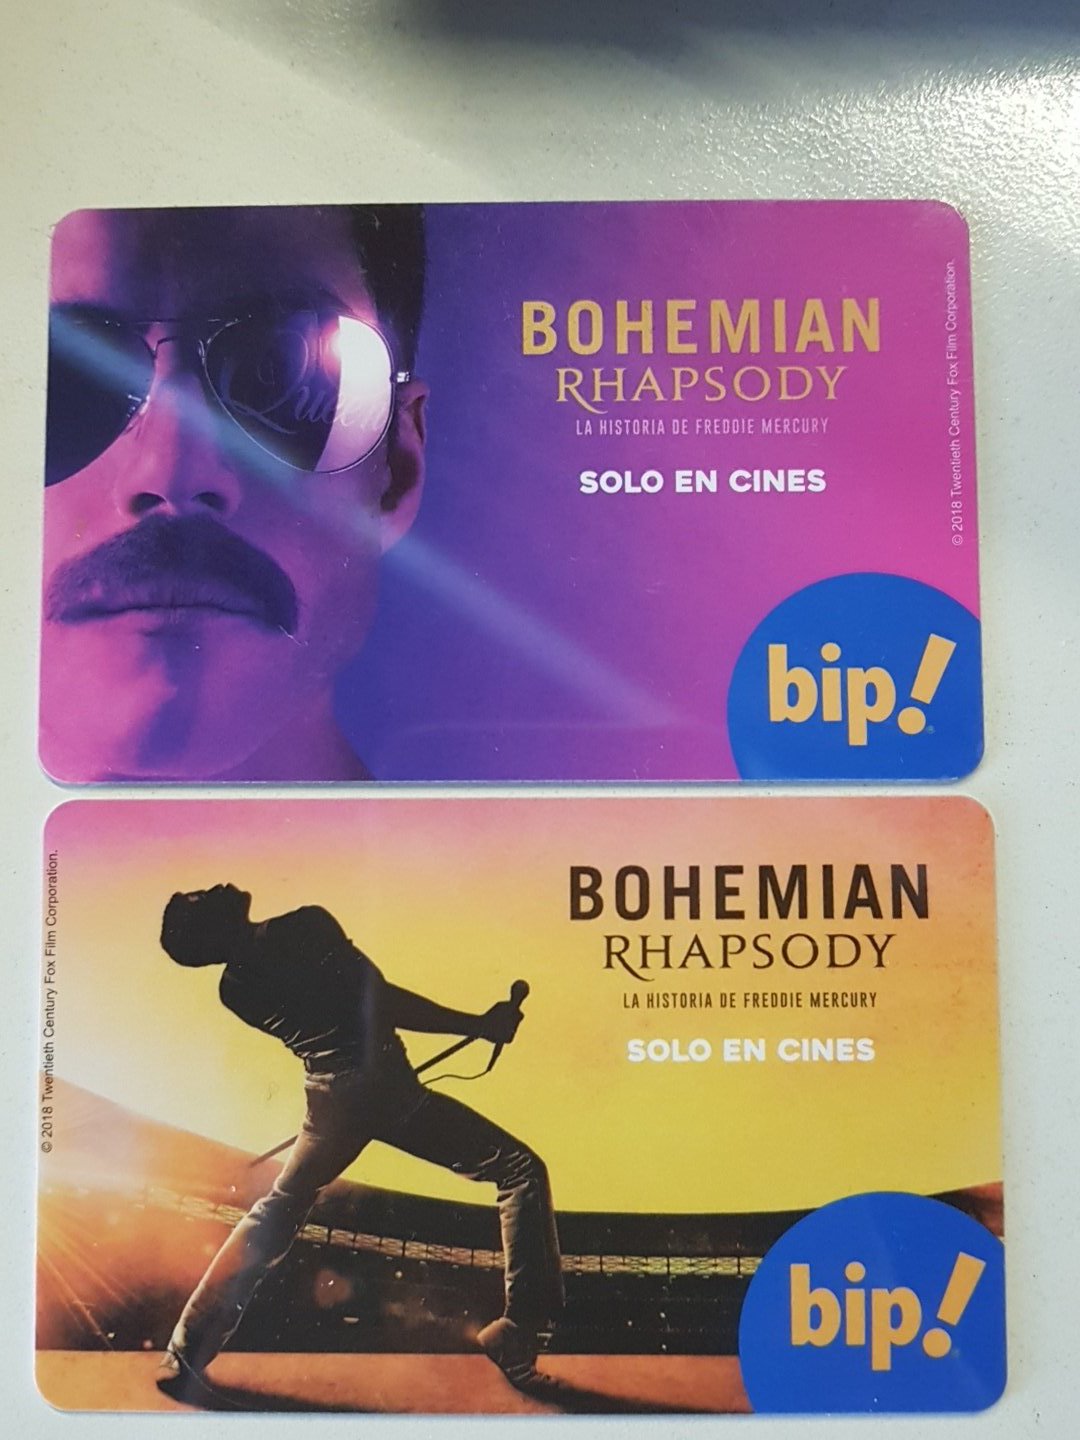 Queen
BOHEMIAN
RHAPSODY
LA HISTORIA DE FREDDIE MERCURY
SOLO EN CINES
© 2018 Twentieth Century Fox Film Corporation.
bip!
© 2018 Twentieth Century Fox Film Corporation.
BOHEMIAN
RHAPSODY
LA HISTORIA DE FREDDIE MERCURY
SOLO EN CINES
bip!